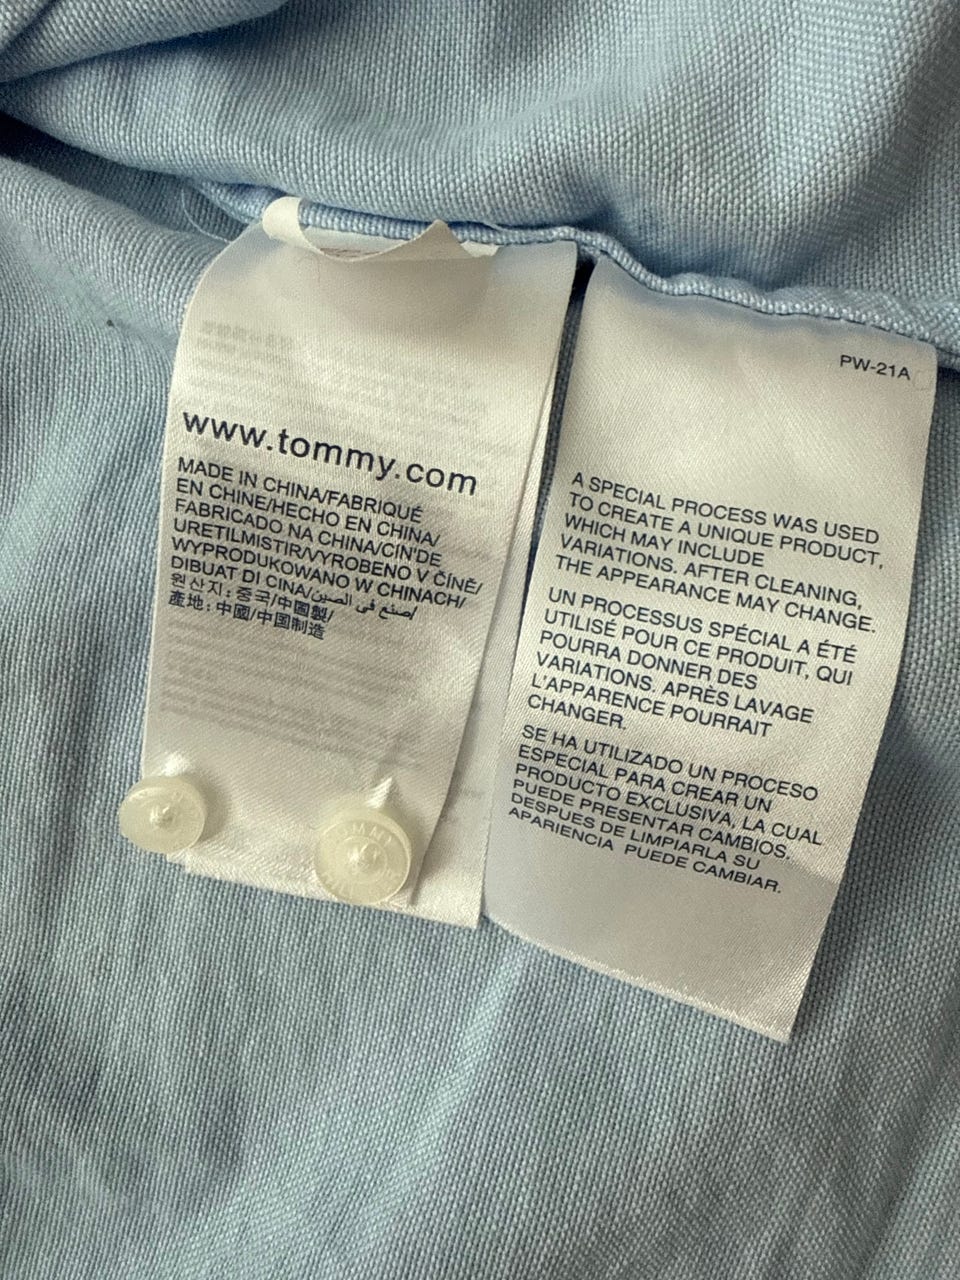 www.tommy.com
MADE IN CHINA/FABRIQUÉ
EN CHINE/HECHO EN CHINA/
FABRICADO NA CHINA/CIN'DE
URETILMISTIR/VYROBENO V ČÍNĚ/
WYPRODUKOWANO W CHINACH/
DIBUAT DI CINA/صنع في الصين/
원산지: 중국/中国製/
產地: 中國/中国制造
PW-21A
A SPECIAL PROCESS WAS USED
TO CREATE A UNIQUE PRODUCT,
WHICH MAY INCLUDE
VARIATIONS. AFTER CLEANING,
THE APPEARANCE MAY CHANGE.
UN PROCESSUS SPÉCIAL A ÉTÉ
UTILISÉ POUR CE PRODUIT, QUI
POURRA DONNER DES
VARIATIONS. APRÈS LAVAGE
L'APPARENCE POURRAIT
CHANGER.
SE HA UTILIZADO UN PROCESO
ESPECIAL PARA CREAR UN
PRODUCTO EXCLUSIVA, LA CUAL
PUEDE PRESENTAR CAMBIOS.
DESPUES DE LIMPIARLA SU
APARIENCIA PUEDE CAMBIAR.